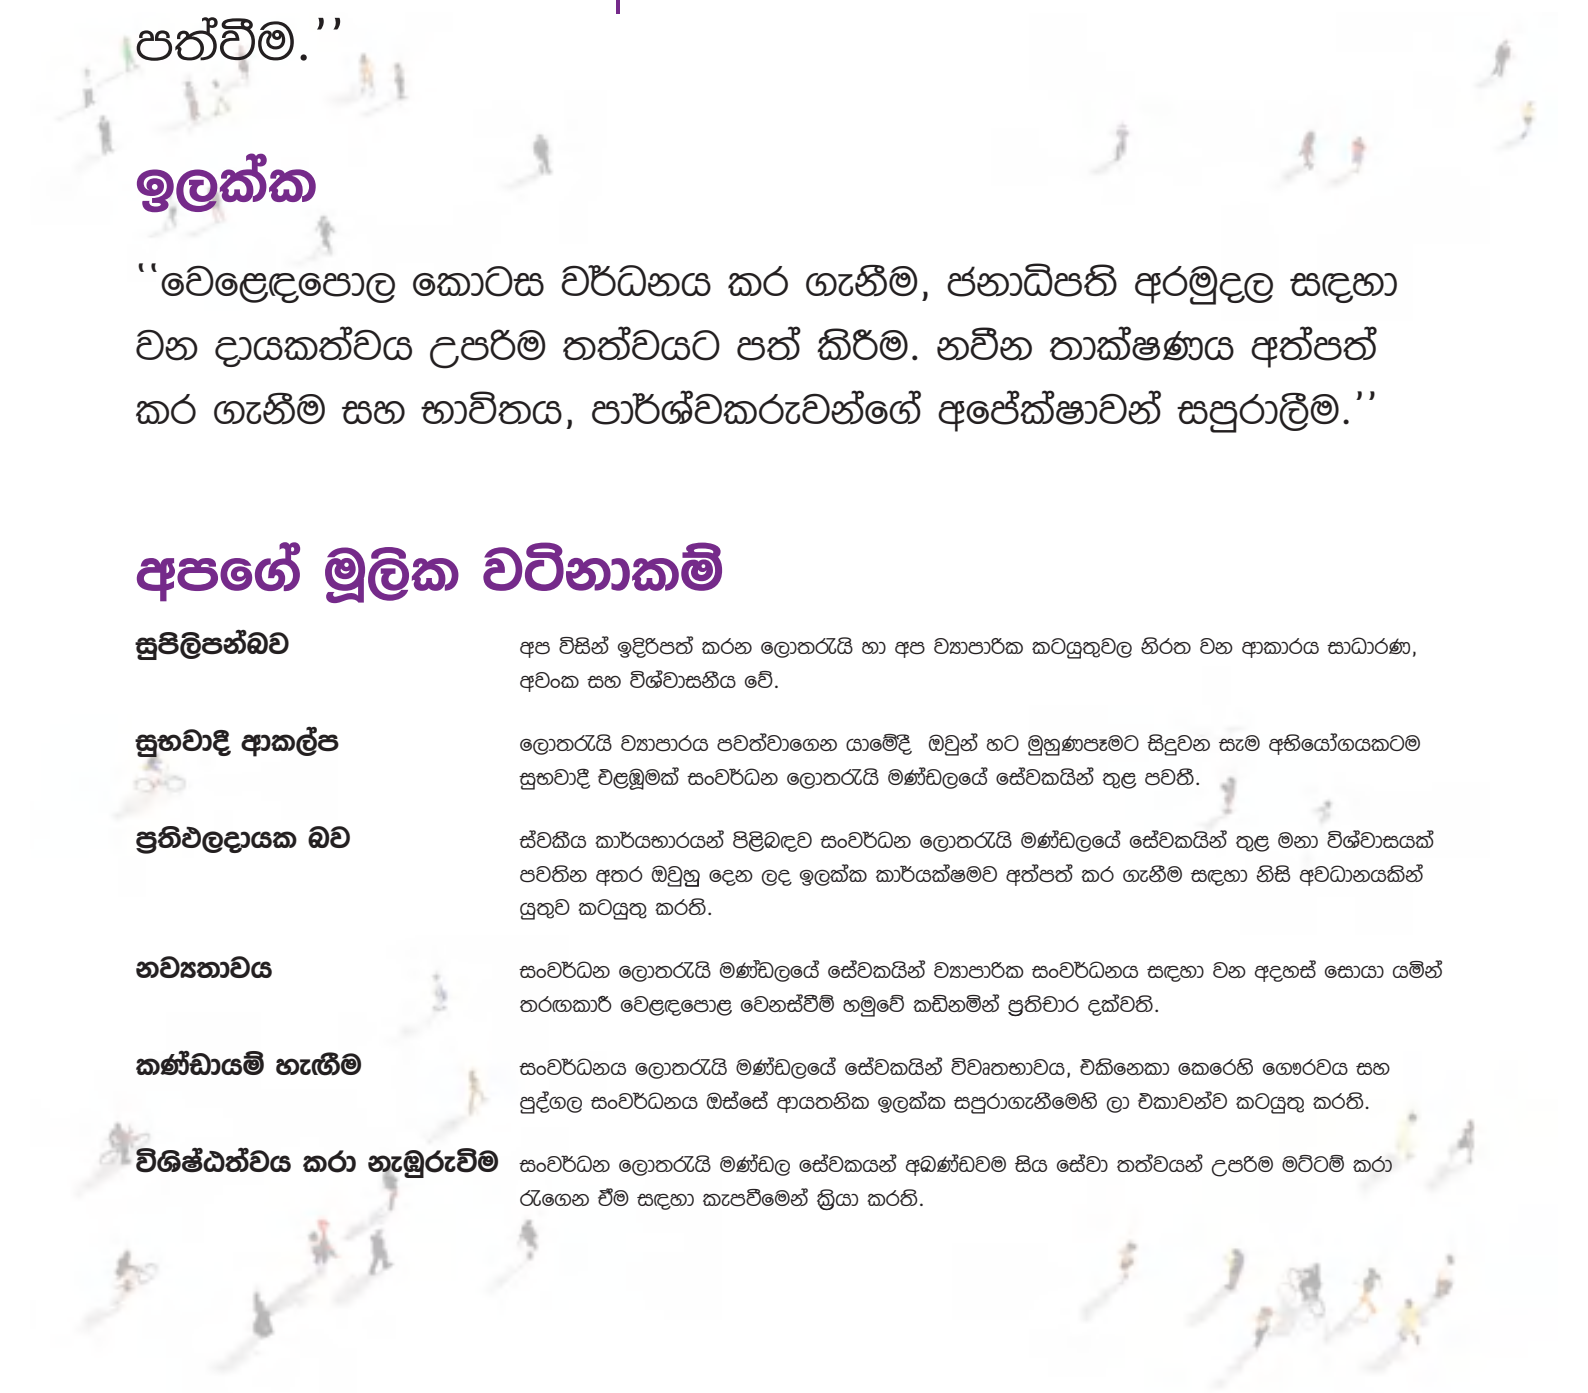 පත්වීම.’’
ඉලක්ක
‘‘වෙළෙඳපොල කොටස වර්ධනය කර ගැනීම, ජනාධිපති අරමුදල සඳහා
වන දායකත්වය උපරිම තත්වයට පත් කිරීම. නවීන තාක්ෂණය අත්පත්
කර ගැනීම සහ භාවිතය, පාර්ශ්වකරුවන්ගේ අපේක්ෂාවන් සපුරාලීම.’’
අපගේ මූලික වටිනාකම්
සුපිලිපන්බව
අප විසින් ඉදිරිපත් කරන ලොතරැයි හා අප ව්‍යාපාරික කටයුතුවල නිරත වන ආකාරය සාධාරණ,
අවංක සහ විශ්වාසනීය වේ.
සුභවාදී ආකල්ප
ලොතරැයි ව්‍යාපාරය පවත්වාගෙන යාමේදී ඔවුන් හට මුහුණපෑමට සිදුවන සැම අභියෝගයකටම
සුභවාදී එළඹූමක් සංවර්ධන ලොතරැයි මණ්ඩලයේ සේවකයින් තුළ පවතී.
ප්‍රතිඵලදායක බව
ස්වකීය කාර්යභාරයන් පිළිබඳව සංවර්ධන ලොතරැයි මණ්ඩලයේ සේවකයින් තුළ මනා විශ්වාසයක්
පවතින අතර ඔවුහු දෙන ලද ඉලක්ක කාර්යක්ෂමව අත්පත් කර ගැනීම සඳහා නිසි අවධානයකින්
යුතුව කටයුතු කරති.
නව්‍යතාවය
සංවර්ධන ලොතරැයි මණ්ඩලයේ සේවකයින් ව්‍යාපාරික සංවර්ධනය සඳහා වන අදහස් සොයා යමින්
තරඟකාරී වෙළඳපොළ වෙනස්වීම් හමුවේ කඩිනමින් ප්‍රතිචාර දක්වති.
කණ්ඩායම් හැඟීම
සංවර්ධනය ලොතරැයි මණ්ඩලයේ සේවකයින් විවෘතභාවය, එකිනෙකා කෙරෙහි ගෞරවය සහ
පුද්ගල සංවර්ධනය ඔස්සේ ආයතනික ඉලක්ක සපුරාගැනීමෙහි ලා එකාවන්ව කටයුතු කරති.
විශිෂ්ඨත්වය කරා නැඹුරුවිම
සංවර්ධන ලොතරැයි මණ්ඩල සේවකයන් අඛණ්ඩවම සිය සේවා තත්වයන් උපරිම මට්ටම් කරා
රැගෙන ඒම සඳහා කැපවීමෙන් ක්‍රියා කරති.